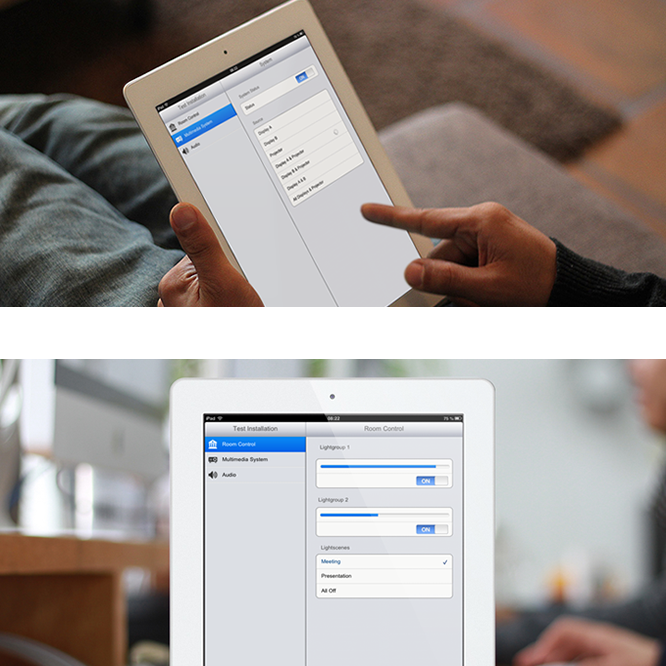 Test Installation
Room Control
Multimedia System
Audio
System Status
Status
ON
Source
Display A
Display B
Projector
Display A & Projector
Display B & Projector
Display A & B
All Displays & Projector
iPad
08:22
76 %
Test Installation
Room Control
Room Control
Multimedia System
Audio
Lightgroup 1
ON
Lightgroup 2
ON
Lightscenes
Meeting
Presentation
All Off